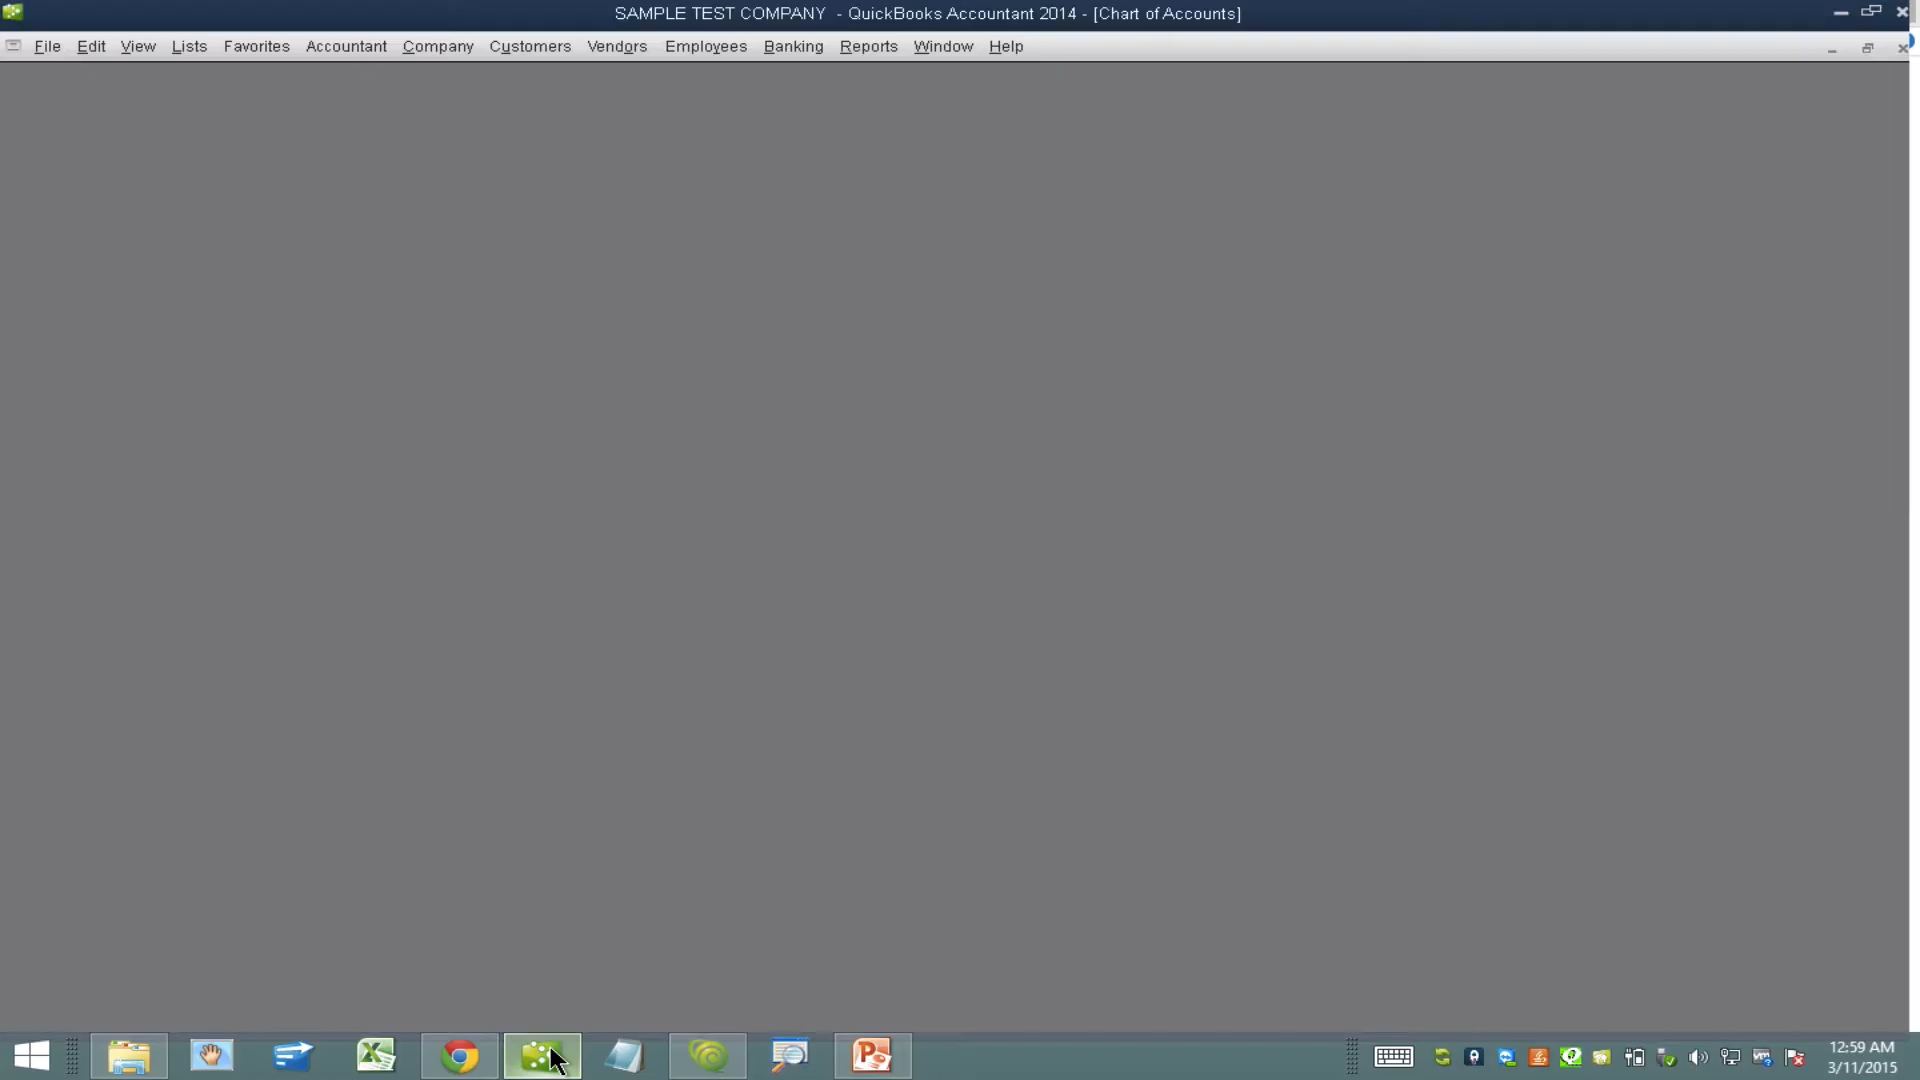 SAMPLE TEST COMPANY - QuickBooks Accountant 2014 - [Chart of Accounts]
File Edit View Lists Favorites Accountant Company Customers Vendors Employees Banking Reports Window Help
12:59 AM
3/11/2015